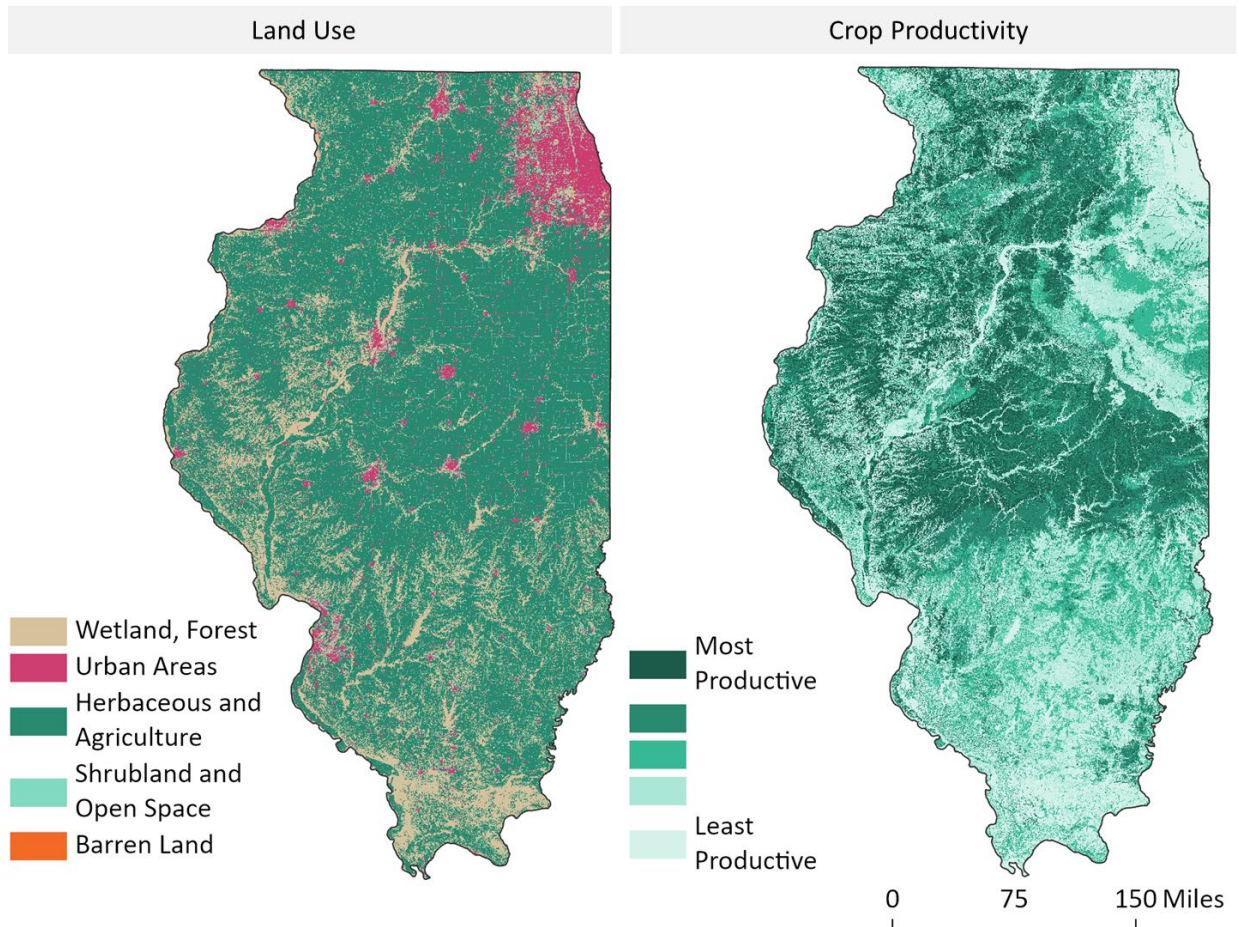 Land Use
Crop Productivity
Wetland, Forest
Urban Areas
Herbaceous and
Agriculture
Shrubland and
Open Space
Barren Land
Most
Productive
Least
Productive
0 75 150 Miles